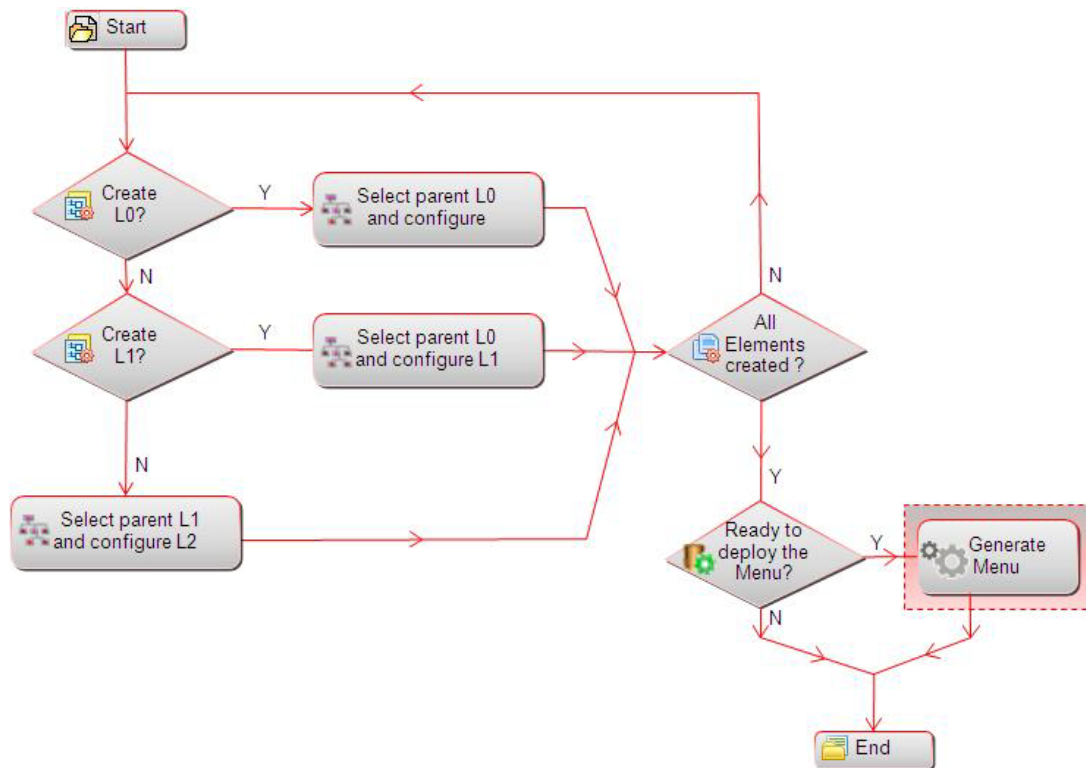 Start
Create
L0?
Y
Select parent L0
and configure
N
Create
L1?
Y
Select parent L0
and configure L1
N
Select parent L1
and configure L2
N
All
Elements
created ?
Y
Ready to
deploy the
Menu?
Y
Generate
Menu
N
End